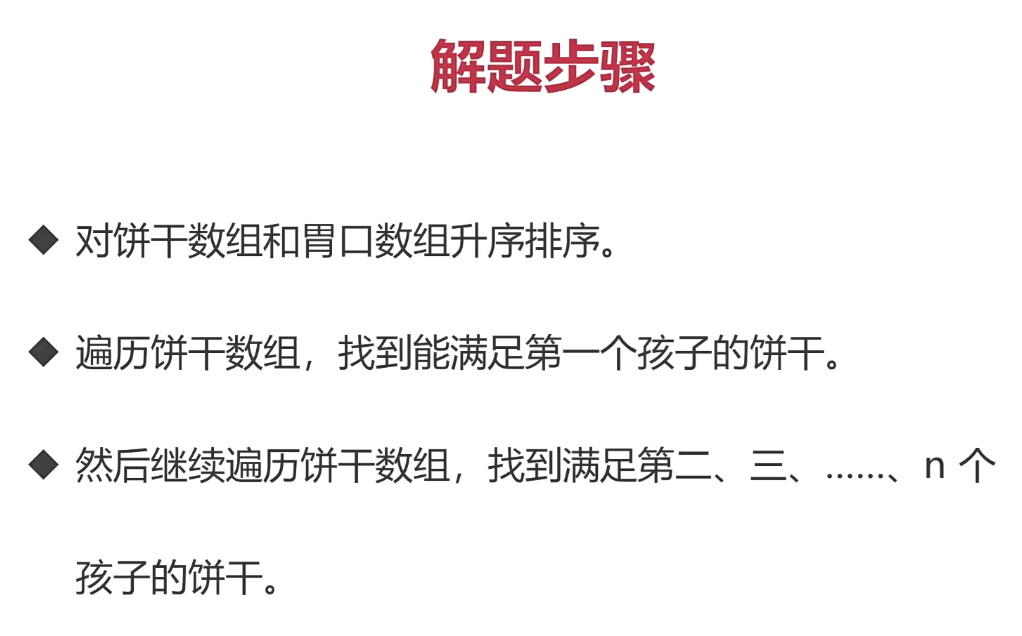 解题步骤
◆ 对饼干数组和胃口数组升序排序。
◆ 遍历饼干数组，找到能满足第一个孩子的饼干。
◆ 然后继续遍历饼干数组，找到满足第二、三、……、n 个
孩子的饼干。